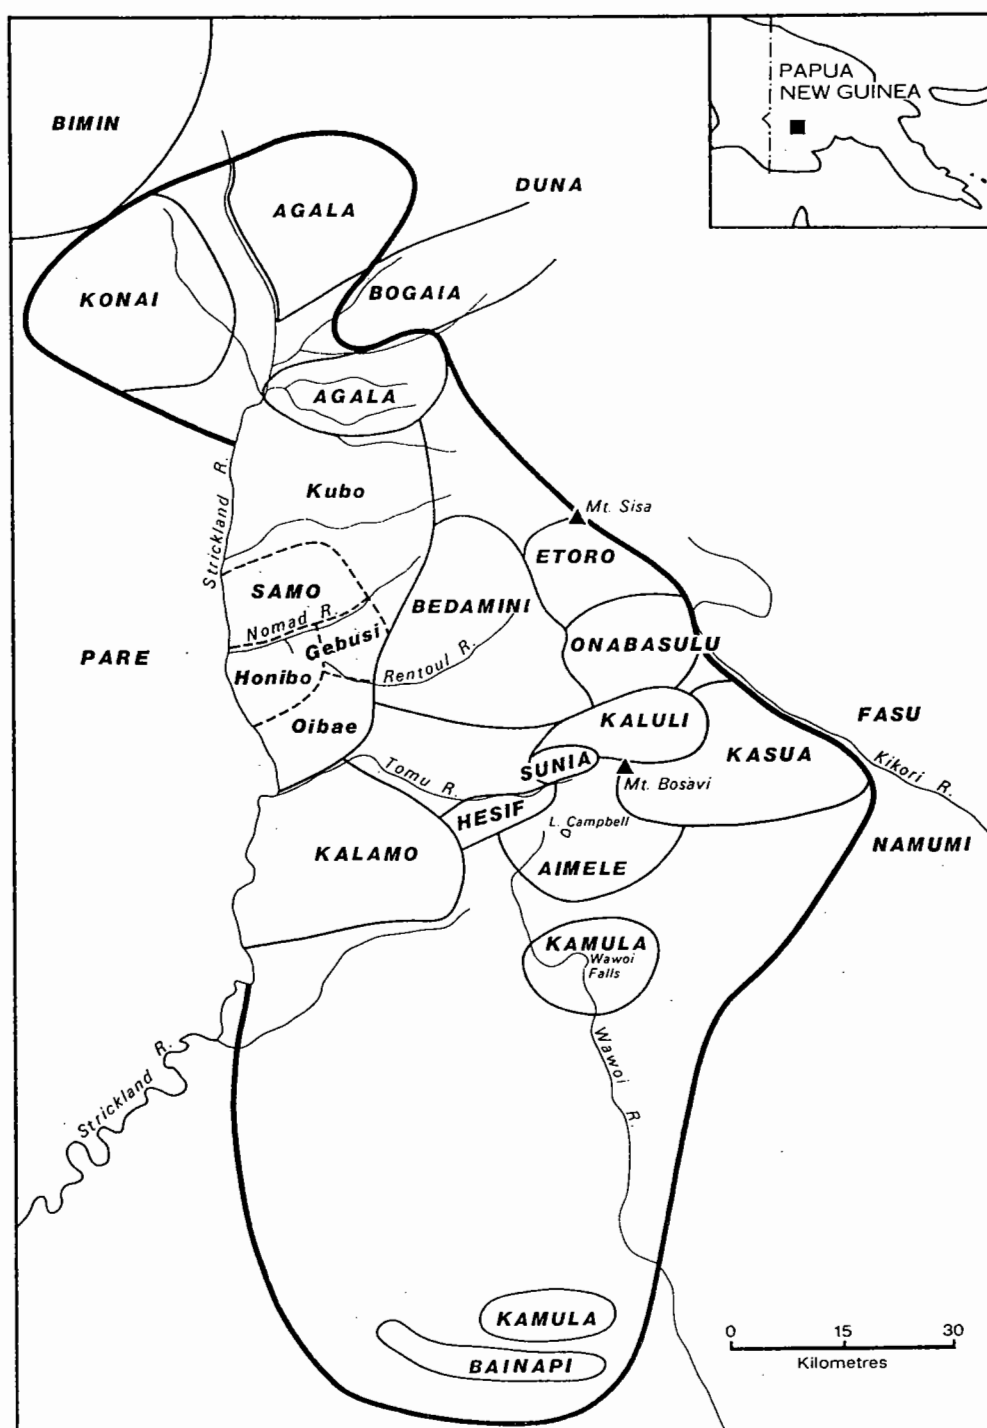 PAPUA
NEW GUINEA
BIMIN
DUNA
AGALA
KONAI
BOGAIA
AGALA
Strickland R.
Kubo
Mt. Sisa
ETORO
SAMO
BEDAMINI
Nomad R.
Gebusi
ONABASULU
PARE
Honibo
Rentoul R.
Oibae
KALULI
FASU
KASUA
SUNIA
Tomu R.
Mt. Bosavi
Kikori R.
HESIF
L. Campbell
NAMUMI
KALAMO
AIMELE
KAMULA
Wawoi
Falls
Wawoi R.
Strickland R.
KAMULA
BAINAPI
0 15 30
Kilometres